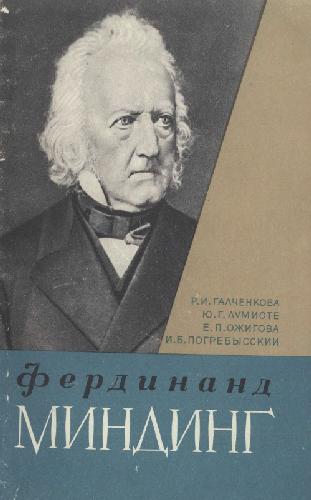 Р. И. ГАЛЧЕНКОВА
Ю. Г. ЛУМИСТЕ
Е. П. ОЖИГОВА
И. Б. ПОГРЕБЫССКИЙ
Фердинанд
МИНДИНГ